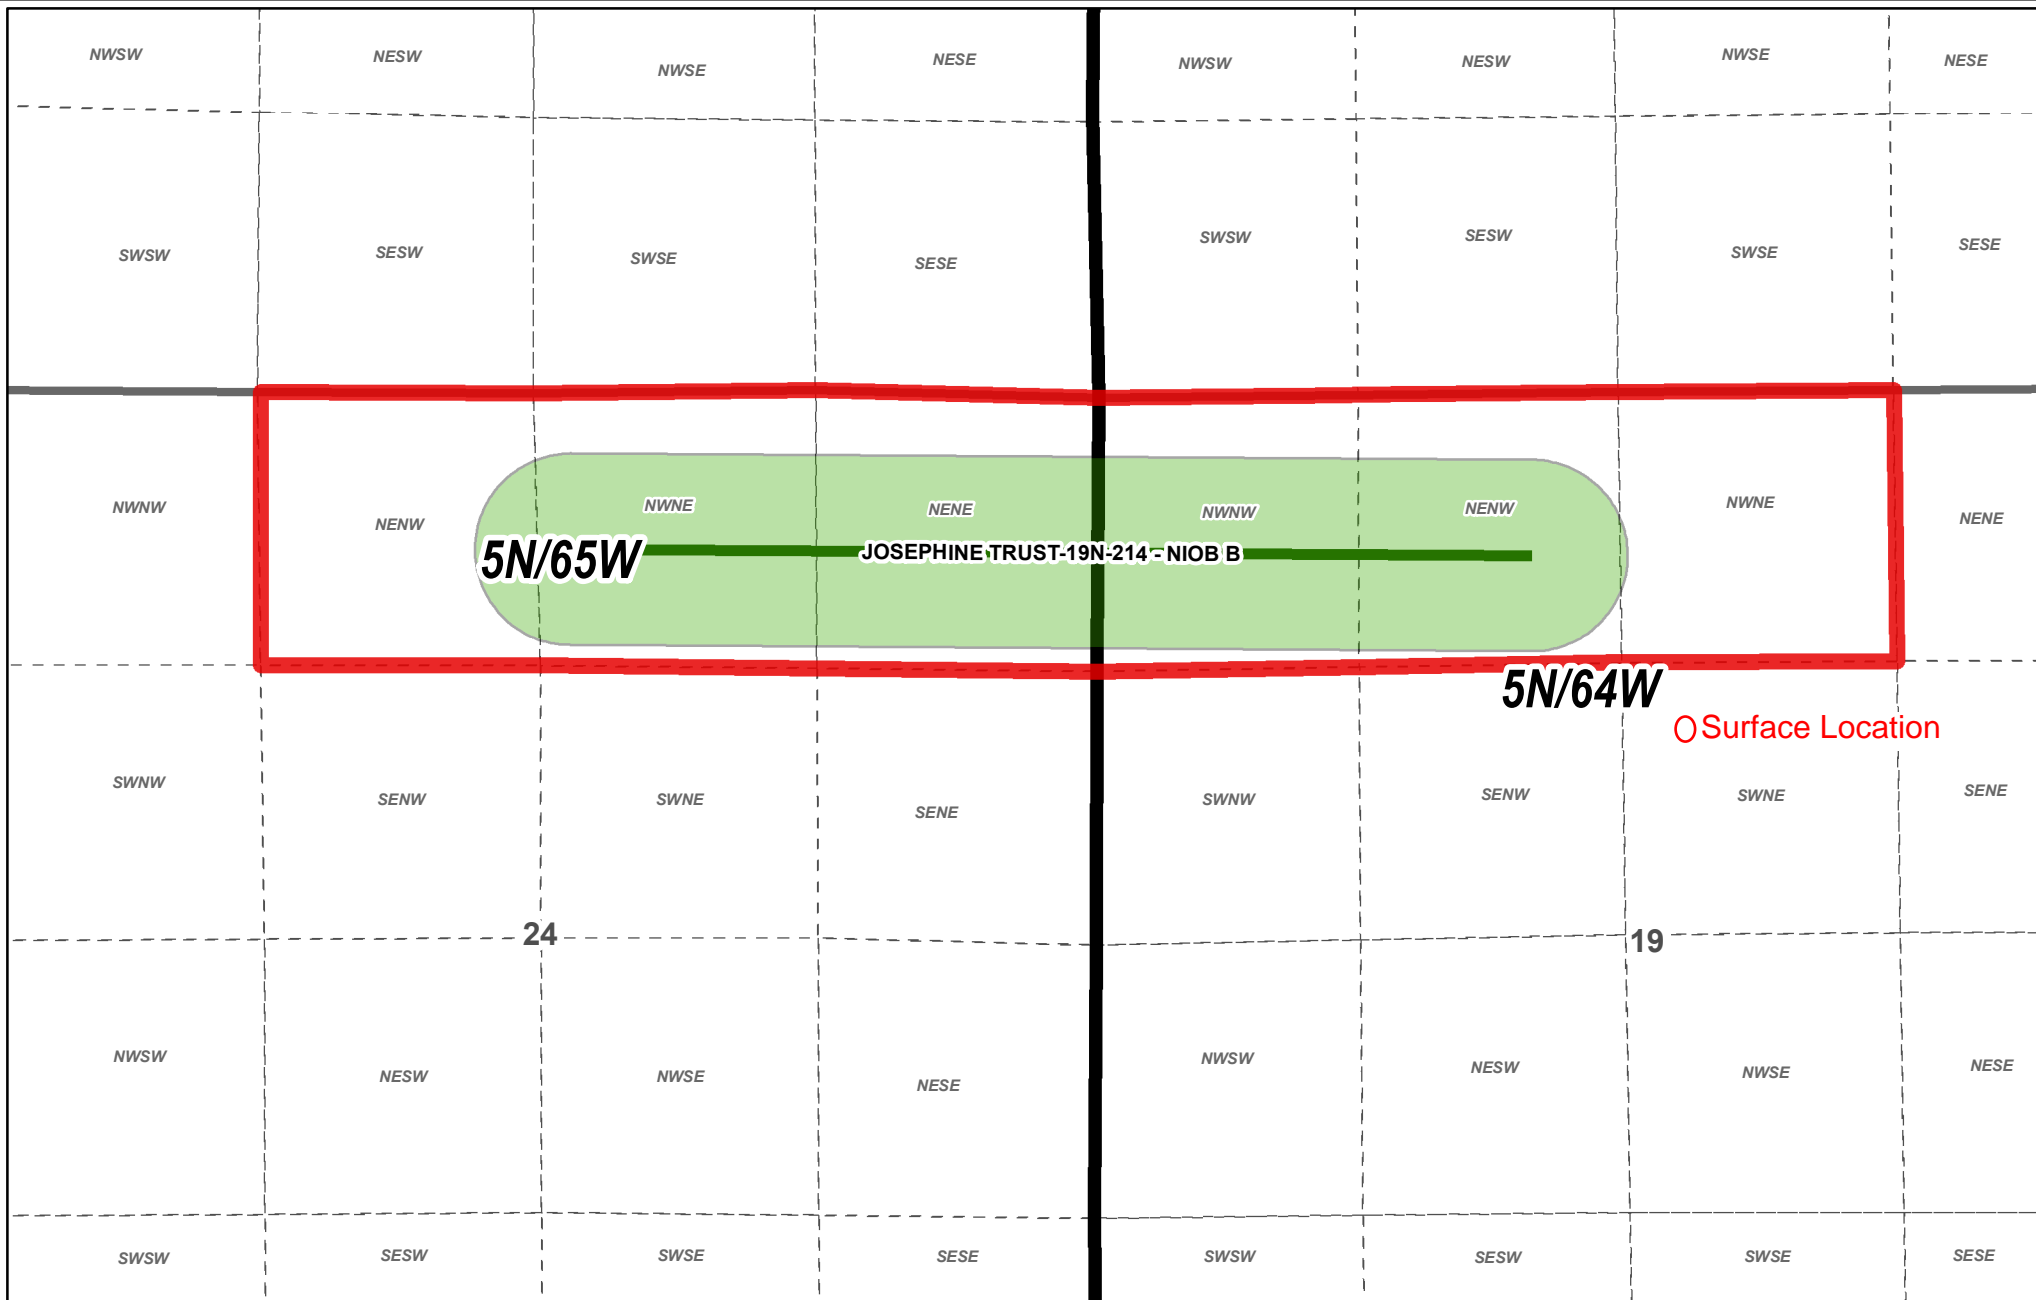 NWSW NESW NWSE NESE NWSW NESW NWSE NESE
SWSW SESW SWSE SESE SWSW SESW SWSE SESE
NWNW NENW NWNE NENE NWNW NENW NWNE NENE
5N/65W JOSEPHINE TRUST-19N-214 - NIOB B
5N/64W
Surface Location
SWNW SENW SWNE SENE SWNW SENW SWNE SENE
24 19
NWSW NESW NWSE NESE NWSW NESW NWSE NESE
SWSW SESW SWSE SESE SWSW SESW SWSE SESE